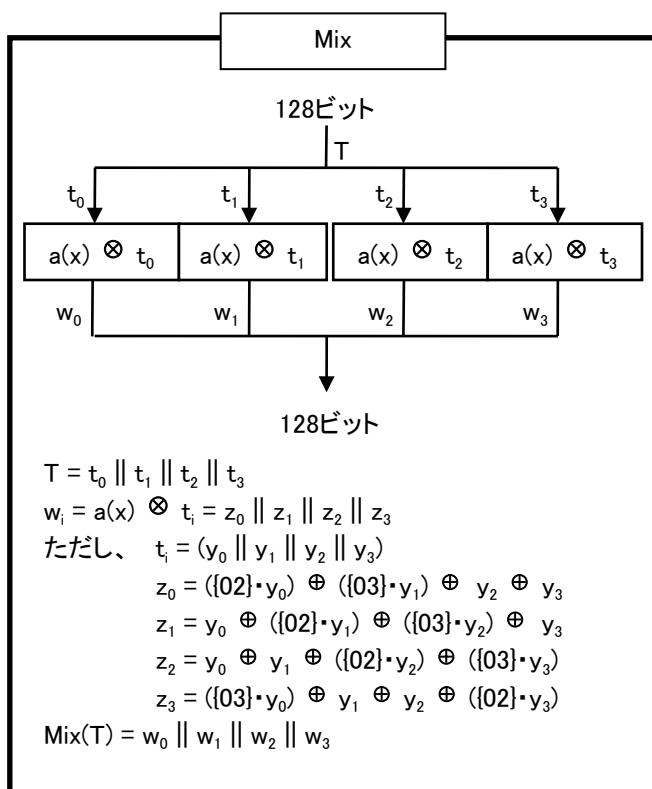 Mix
128ビット
T
t₀ t₁ t₂ t₃
a(x) ⊗ t₀ a(x) ⊗ t₁ a(x) ⊗ t₂ a(x) ⊗ t₃
w₀ w₁ w₂ w₃
128ビット
T = t₀ || t₁ || t₂ || t₃
wᵢ = a(x) ⊗ tᵢ = z₀ || z₁ || z₂ || z₃
ただし、 tᵢ = (y₀ || y₁ || y₂ || y₃)
z₀ = ({02}・y₀) ⊕ ({03}・y₁) ⊕ y₂ ⊕ y₃
z₁ = y₀ ⊕ ({02}・y₁) ⊕ ({03}・y₂) ⊕ y₃
z₂ = y₀ ⊕ y₁ ⊕ ({02}・y₂) ⊕ ({03}・y₃)
z₃ = ({03}・y₀) ⊕ y₁ ⊕ y₂ ⊕ ({02}・y₃)
Mix(T) = w₀ || w₁ || w₂ || w₃